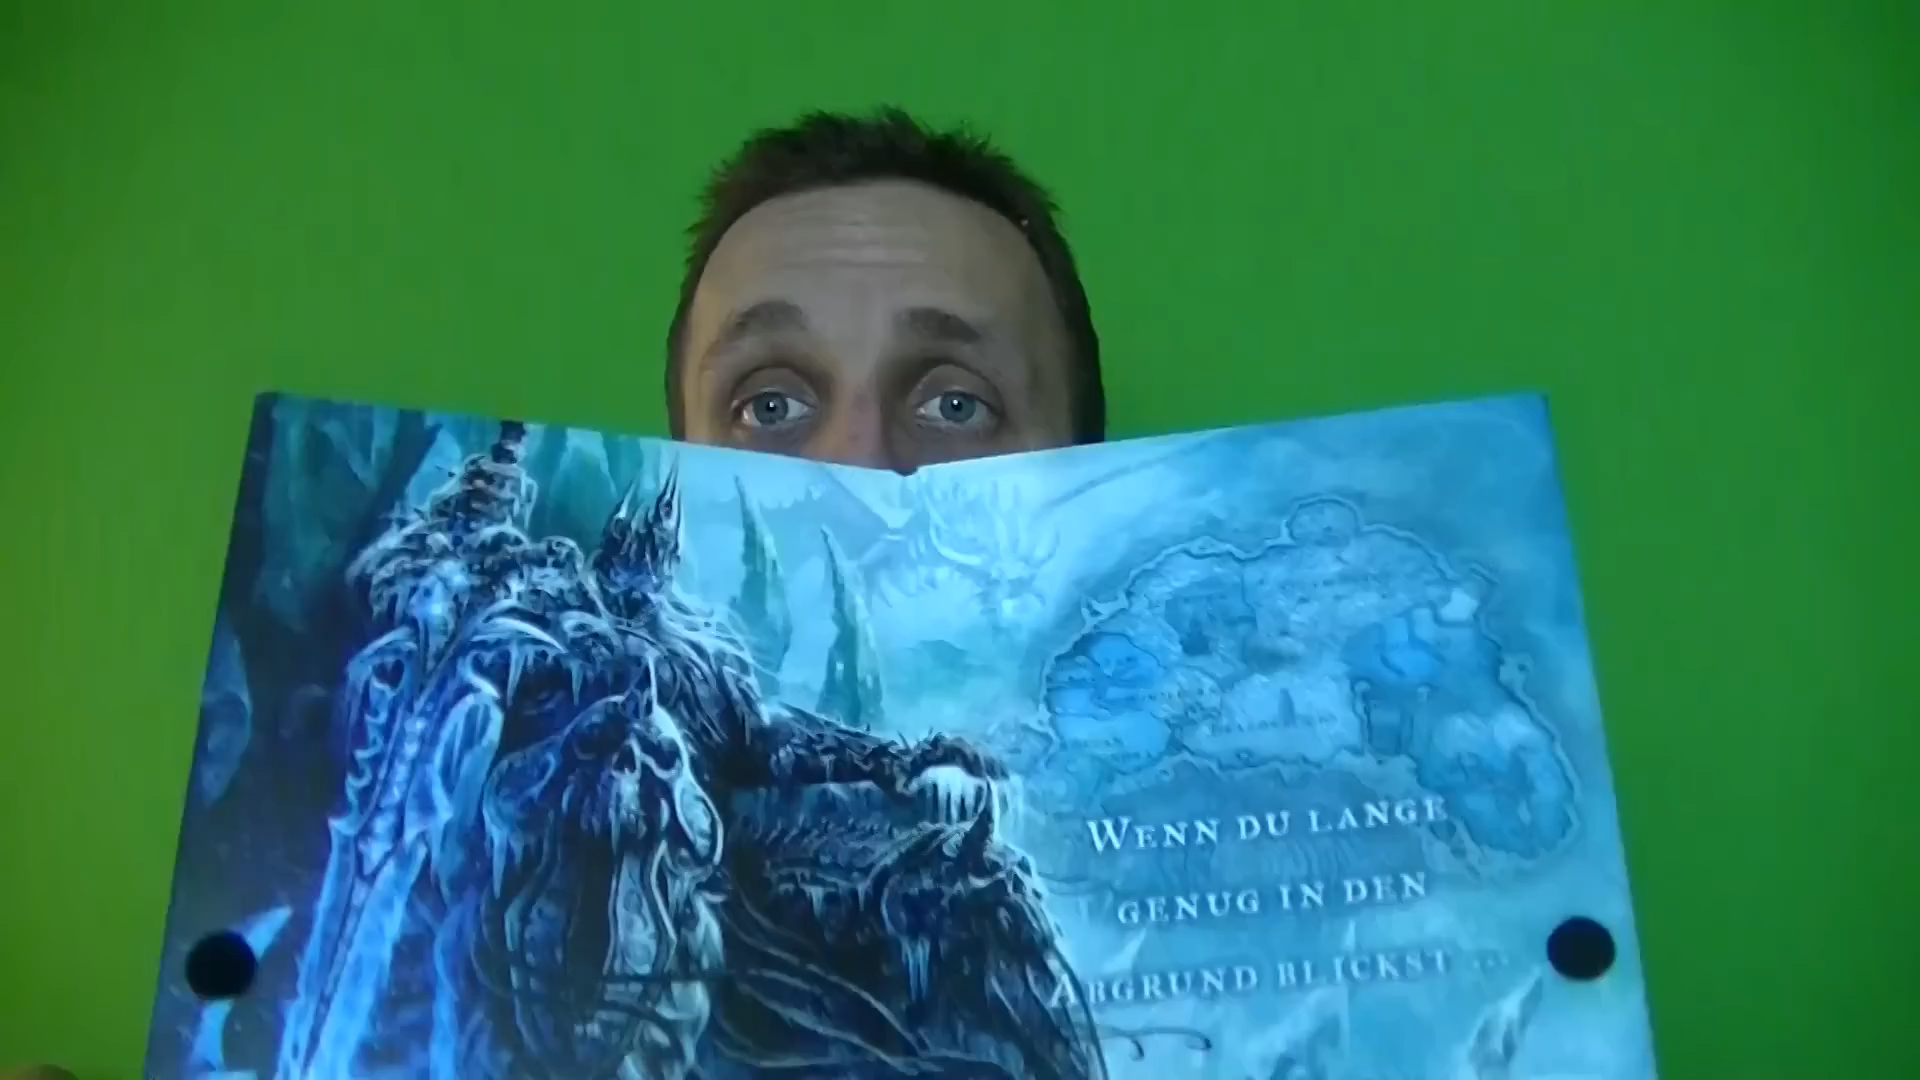 WENN DU LANGE
GENUG IN DEN
ABGRUND BLICKST ...